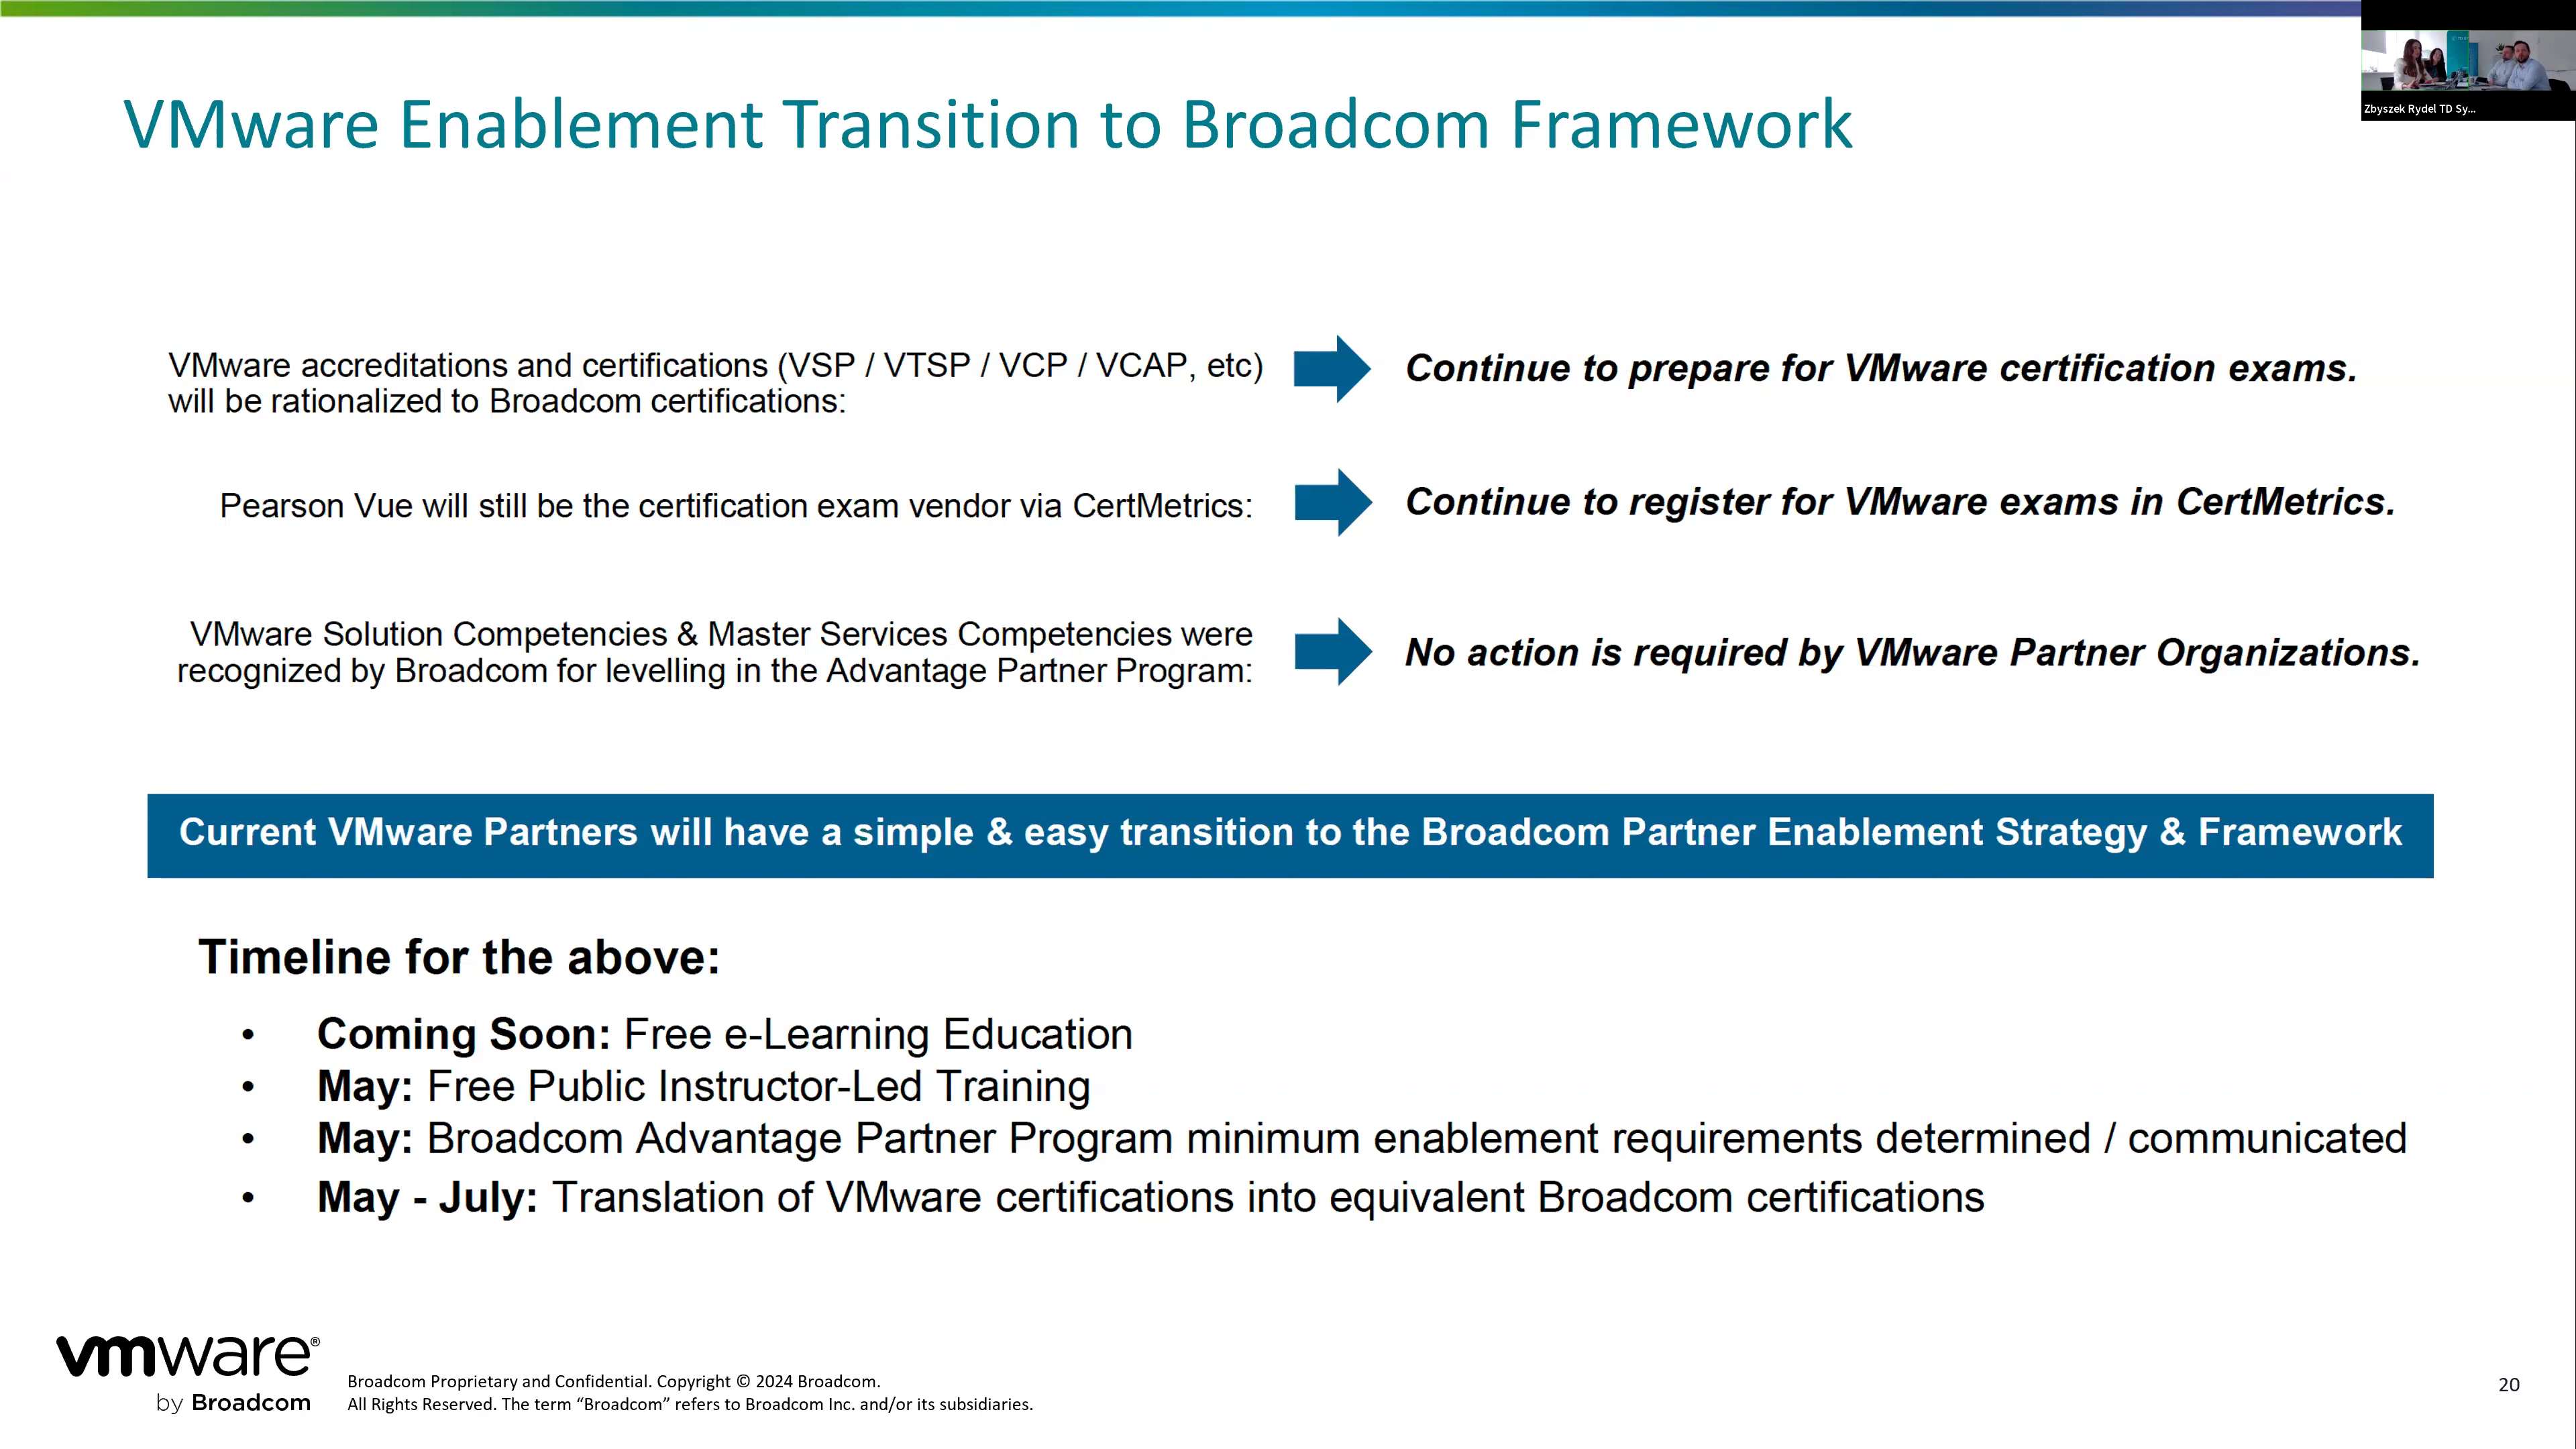 VMware Enablement Transition to Broadcom Framework
Zbyszek Rydel TD Sy...
VMware accreditations and certifications (VSP / VTSP / VCP / VCAP, etc)
will be rationalized to Broadcom certifications:
Continue to prepare for VMware certification exams.
Pearson Vue will still be the certification exam vendor via CertMetrics:
Continue to register for VMware exams in CertMetrics.
VMware Solution Competencies & Master Services Competencies were
recognized by Broadcom for levelling in the Advantage Partner Program:
No action is required by VMware Partner Organizations.
Current VMware Partners will have a simple & easy transition to the Broadcom Partner Enablement Strategy & Framework
Timeline for the above:
• Coming Soon: Free e-Learning Education
• May: Free Public Instructor-Led Training
• May: Broadcom Advantage Partner Program minimum enablement requirements determined / communicated
• May - July: Translation of VMware certifications into equivalent Broadcom certifications
vmware®
by Broadcom
Broadcom Proprietary and Confidential. Copyright © 2024 Broadcom.
All Rights Reserved. The term “Broadcom” refers to Broadcom Inc. and/or its subsidiaries.
20